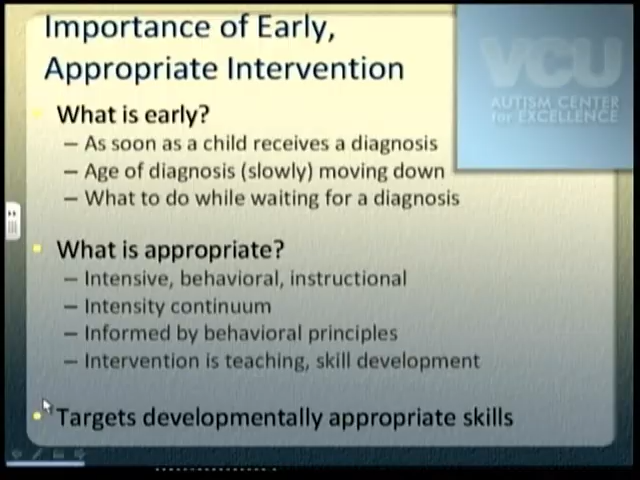 Importance of Early,
Appropriate Intervention
VCU
AUTISM CENTER
for EXCELLENCE
What is early?
– As soon as a child receives a diagnosis
– Age of diagnosis (slowly) moving down
– What to do while waiting for a diagnosis
What is appropriate?
– Intensive, behavioral, instructional
– Intensity continuum
– Informed by behavioral principles
– Intervention is teaching, skill development
Targets developmentally appropriate skills